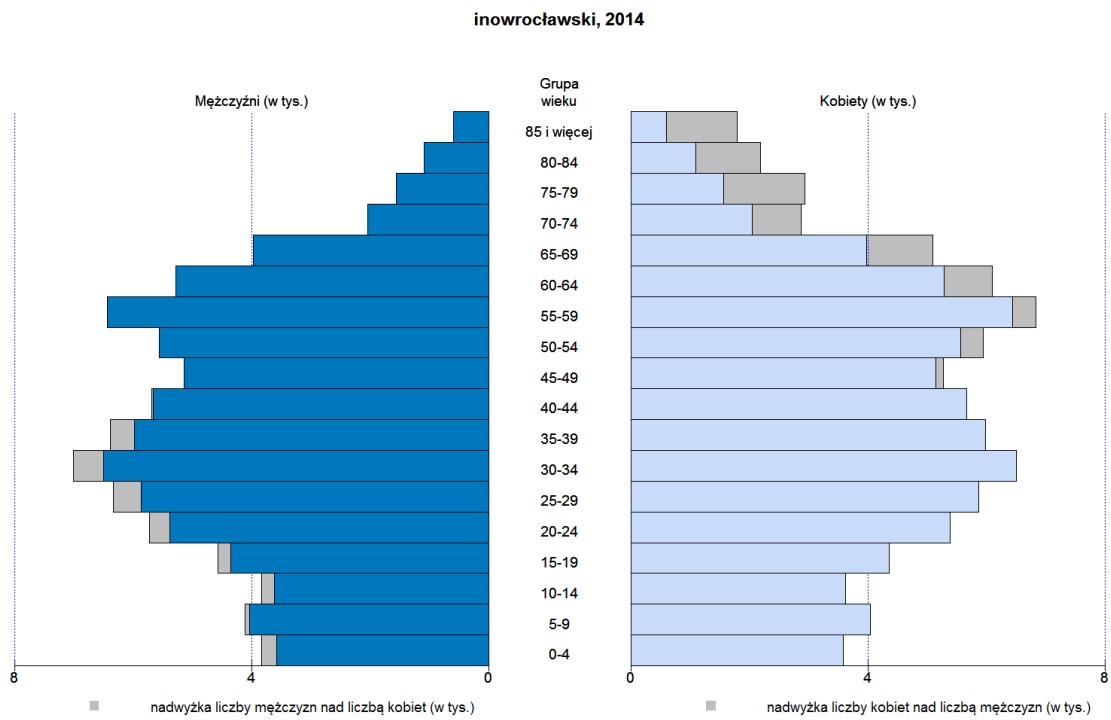 inowrocławski, 2014
Mężczyźni (w tys.)
Grupa
wieku
Kobiety (w tys.)
85 i więcej
80-84
75-79
70-74
65-69
60-64
55-59
50-54
45-49
40-44
35-39
30-34
25-29
20-24
15-19
10-14
5-9
0-4
8 4 0 0 4 8
nadwyżka liczby mężczyzn nad liczbą kobiet (w tys.)
nadwyżka liczby kobiet nad liczbą mężczyzn (w tys.)